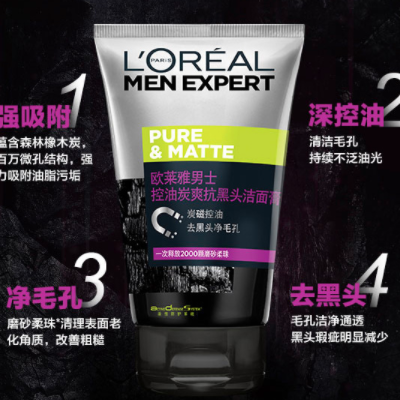 1
强吸附
蕴含森林橡木炭，
百万微孔结构，强
力吸附油脂污垢
2
深控油
清洁毛孔
持续不泛油光
L'ORÉAL
PARIS
MEN EXPERT
PURE
& MATTE
欧莱雅男士
控油炭爽抗黑头洁面膏
炭磁控油
去黑头净毛孔
一次释放2000颗磨砂柔珠
3
净毛孔
磨砂柔珠*清理表面老
化角质，改善粗糙
4
去黑头
毛孔洁净通透
黑头瑕疵明显减少